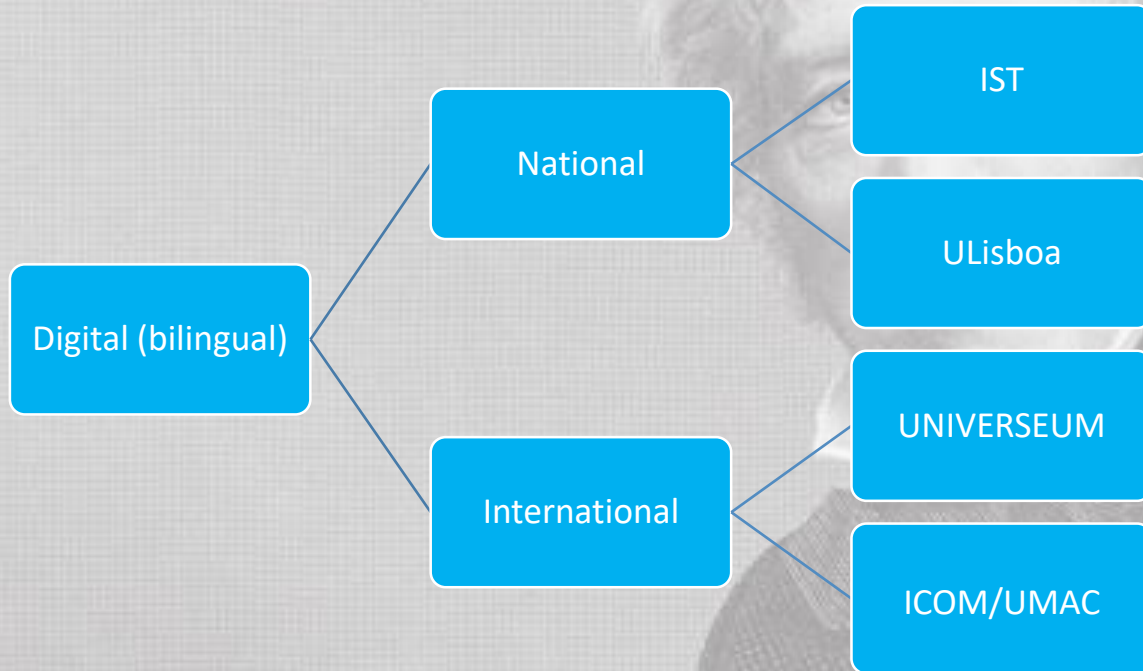 Digital (bilingual)
National
IST
ULisboa
International
UNIVERSEUM
ICOM/UMAC